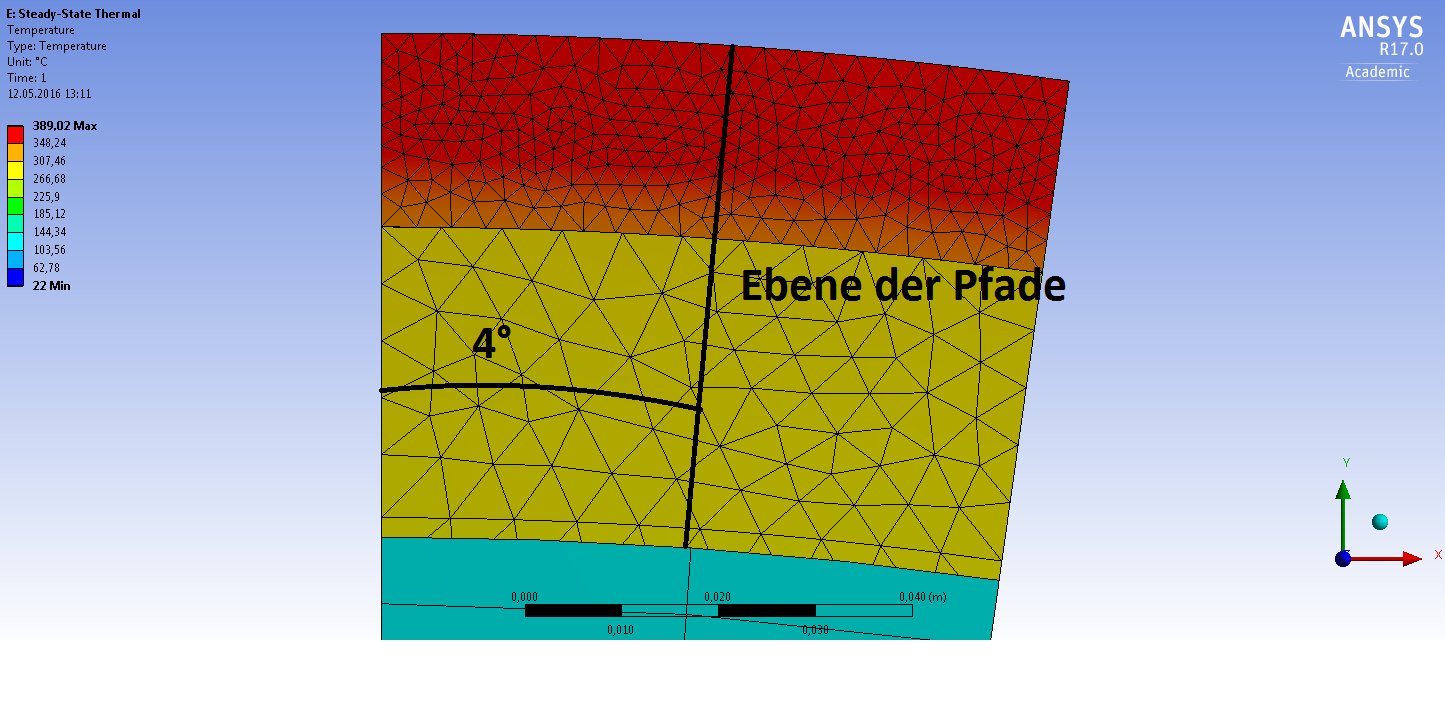 E: Steady-State Thermal
Temperature
Type: Temperature
Unit: °C
Time: 1
12.05.2016 13:11
389,02 Max
348,24
307,46
266,68
225,9
185,12
144,34
103,56
62,78
22 Min
ANSYS
R17.0
Academic
Ebene der Pfade
4°
0,000
0,020
0,040 (m)
0,010
0,030
Y
X